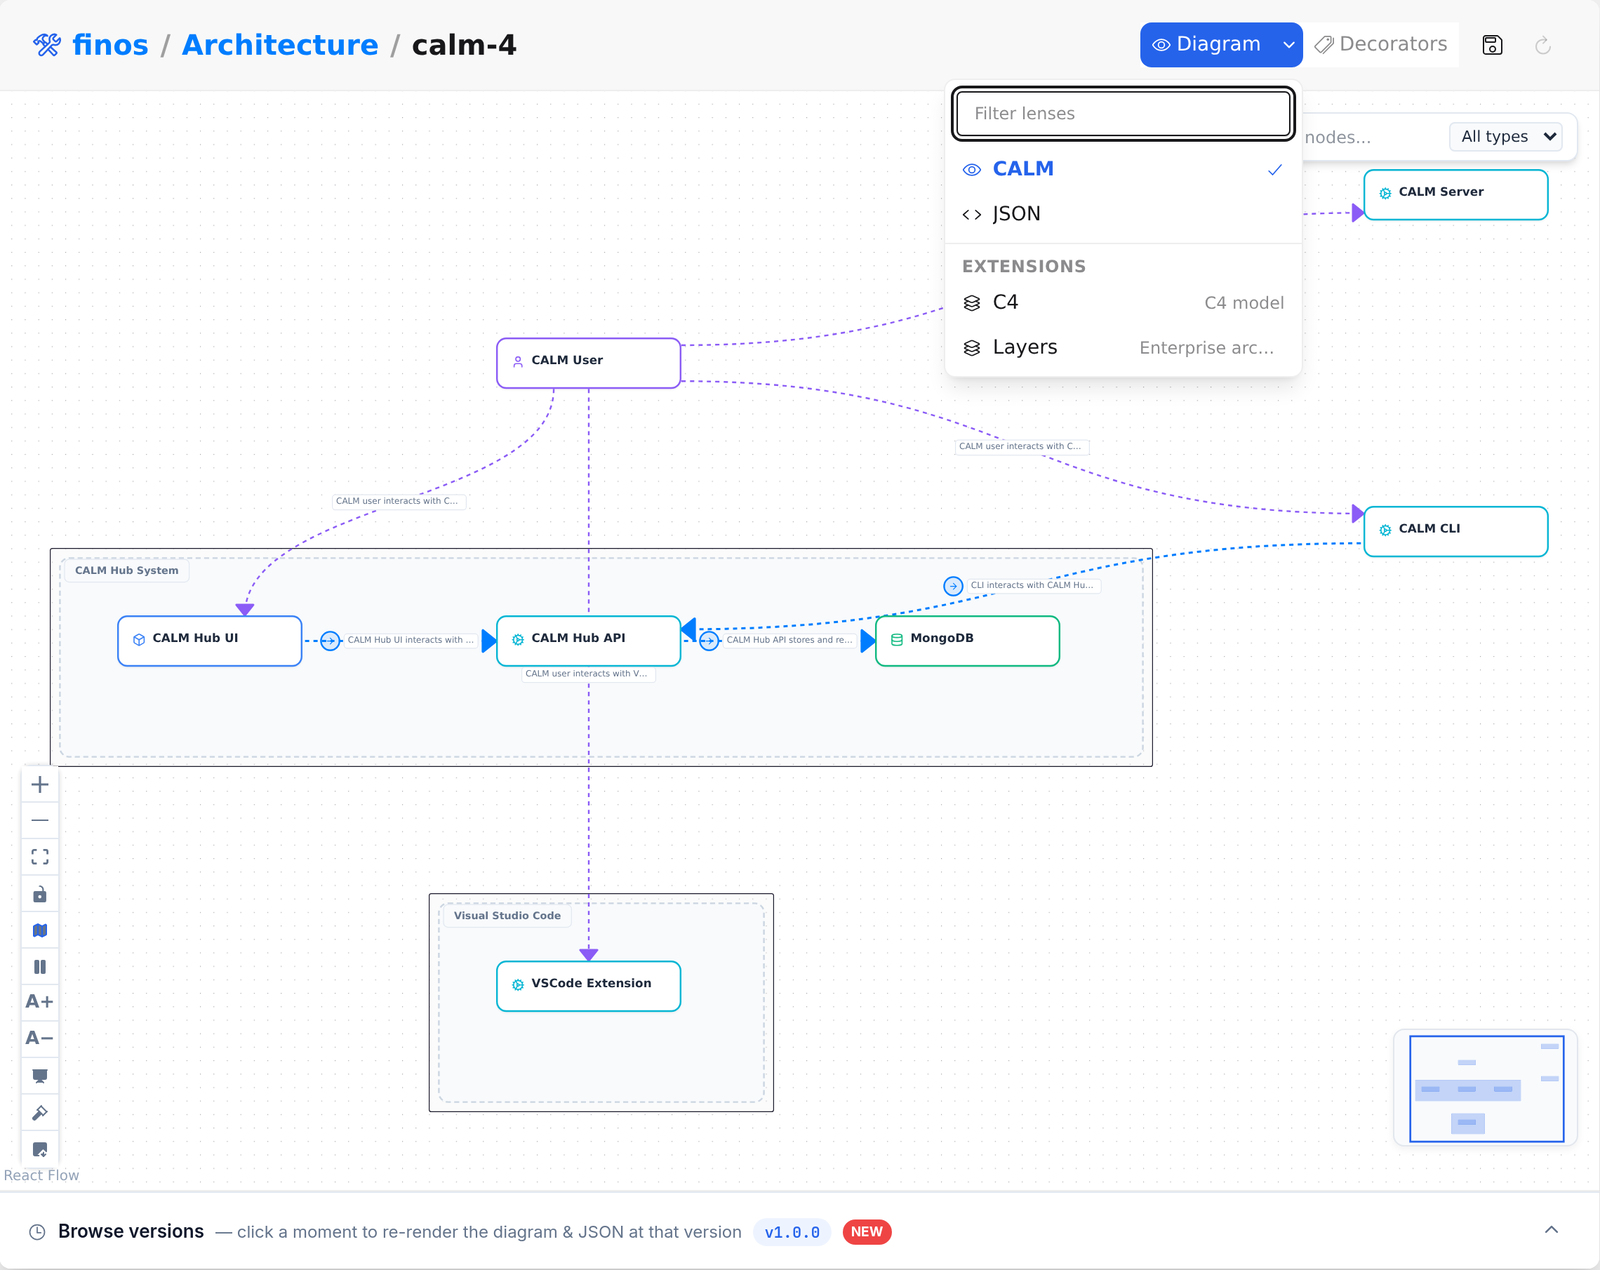 finos / Architecture / calm-4
Diagram
Decorators
Filter lenses
nodes...
All types
CALM
JSON
EXTENSIONS
C4 C4 model
Layers Enterprise arc...
CALM Server
CALM User
CALM user interacts with C...
CALM user interacts with C...
CALM CLI
CALM Hub System
CLI interacts with CALM Hu...
CALM Hub UI
CALM Hub UI interacts with ...
CALM Hub API
CALM Hub API stores and re...
MongoDB
CALM user interacts with V...
Visual Studio Code
VSCode Extension
A+
A−
React Flow
Browse versions — click a moment to re-render the diagram & JSON at that version v1.0.0 NEW